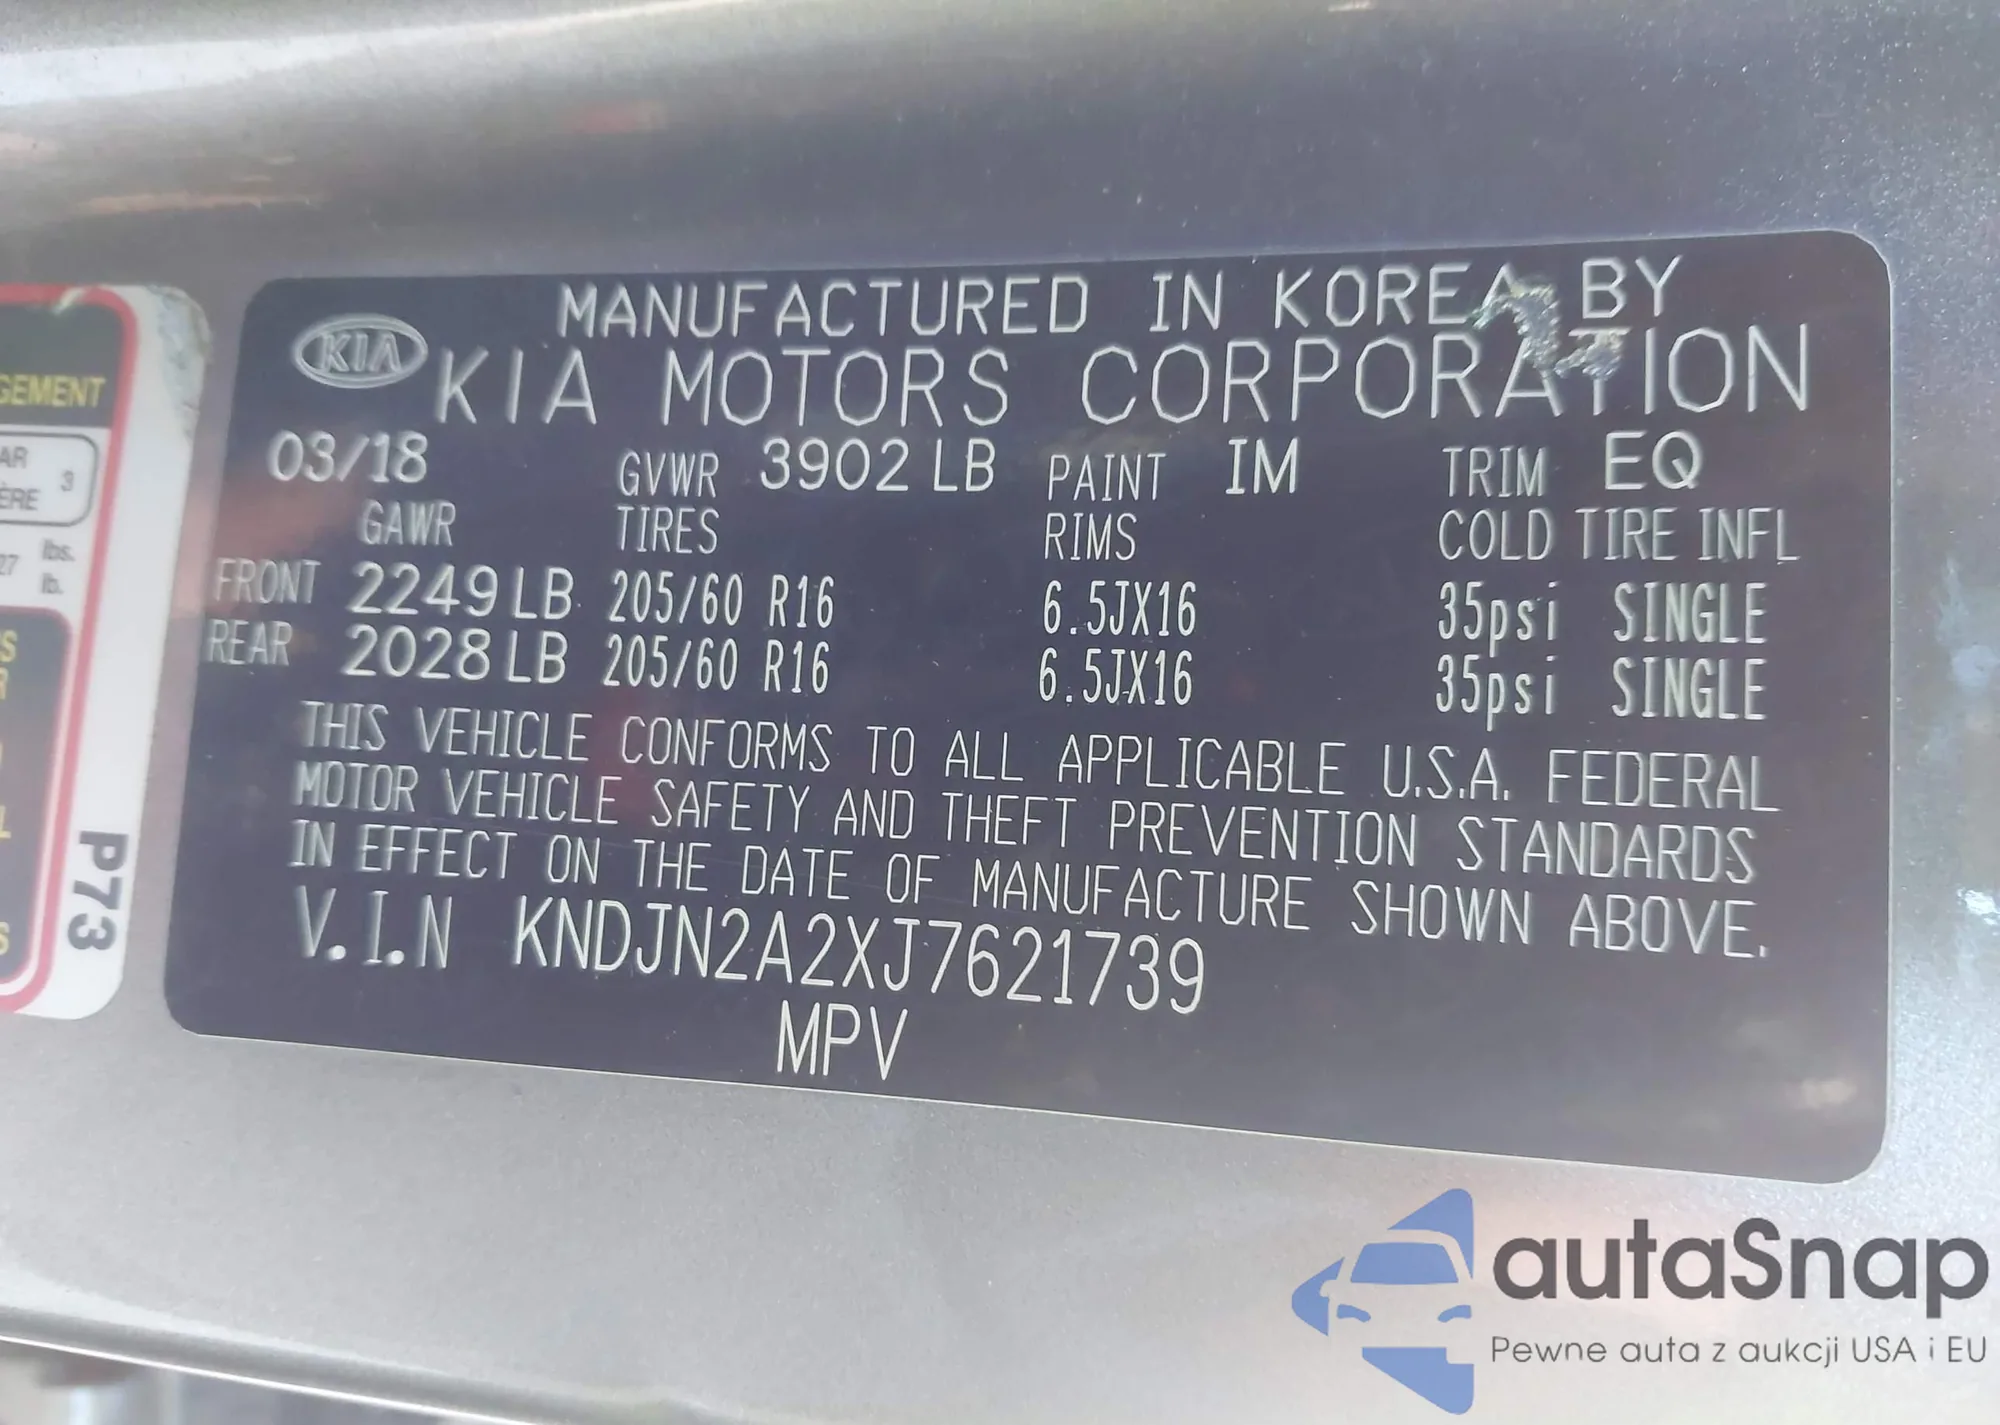 MANUFACTURED IN KOREA BY
KIA KIA MOTORS CORPORATION
03/18 GVWR 3902 LB PAINT IM TRIM EQ
GAWR TIRES RIMS COLD TIRE INFL
FRONT 2249 LB 205/60 R16 6.5JX16 35psi SINGLE
REAR 2028 LB 205/60 R16 6.5JX16 35psi SINGLE
THIS VEHICLE CONFORMS TO ALL APPLICABLE U.S.A. FEDERAL
MOTOR VEHICLE SAFETY AND THEFT PREVENTION STANDARDS
IN EFFECT ON THE DATE OF MANUFACTURE SHOWN ABOVE.
V.I.N KNDJN2A2XJ7621739
MPV
3
lbs.
lb.
P73
autaSnap
Pewne auta z aukcji USA i EU